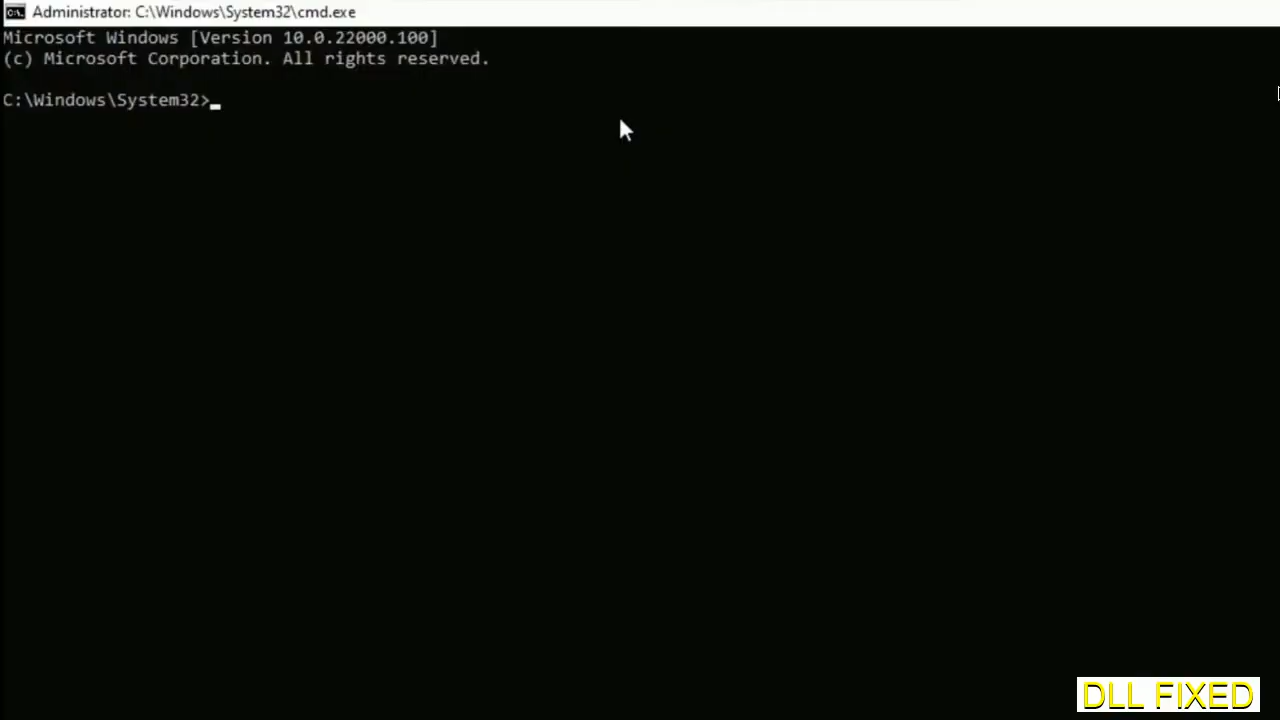 Administrator: C:\Windows\System32\cmd.exe
Microsoft Windows [Version 10.0.22000.100]
(c) Microsoft Corporation. All rights reserved.
C:\Windows\System32>
DLL FIXED